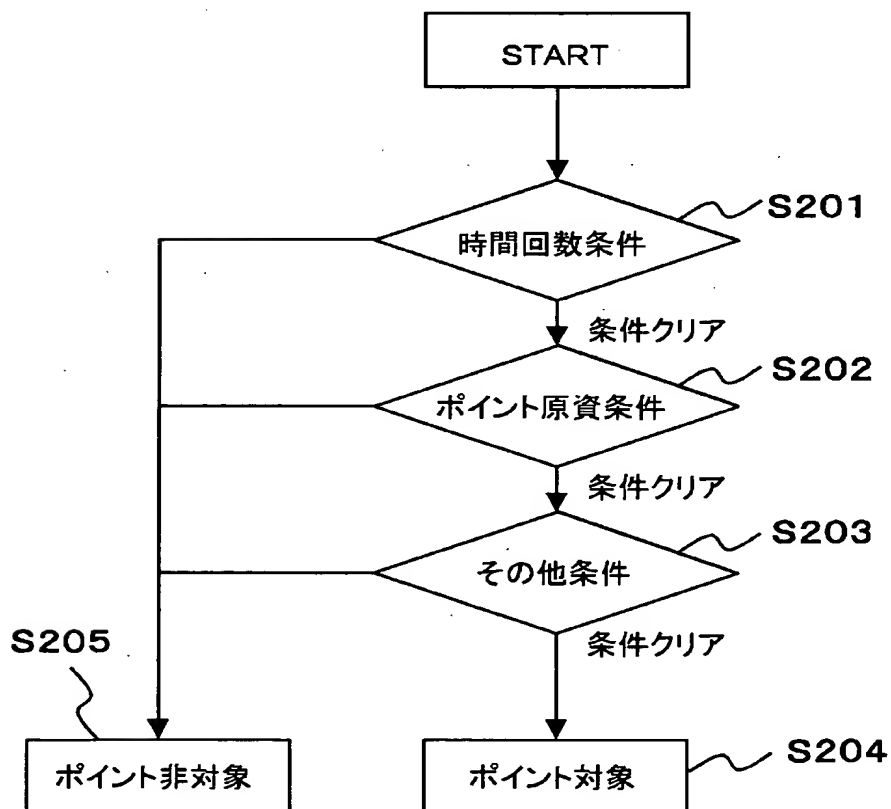 START
S201
時間回数条件
条件クリア
S202
ポイント原資条件
条件クリア
S203
その他条件
条件クリア
S205
S204
ポイント非対象
ポイント対象